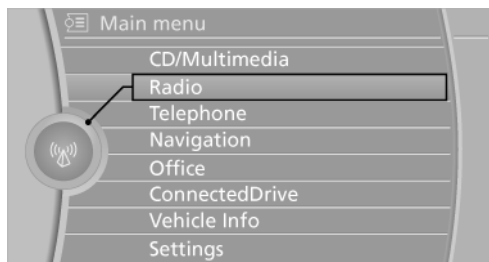 Main menu
CD/Multimedia
Radio
Telephone
Navigation
Office
ConnectedDrive
Vehicle Info
Settings